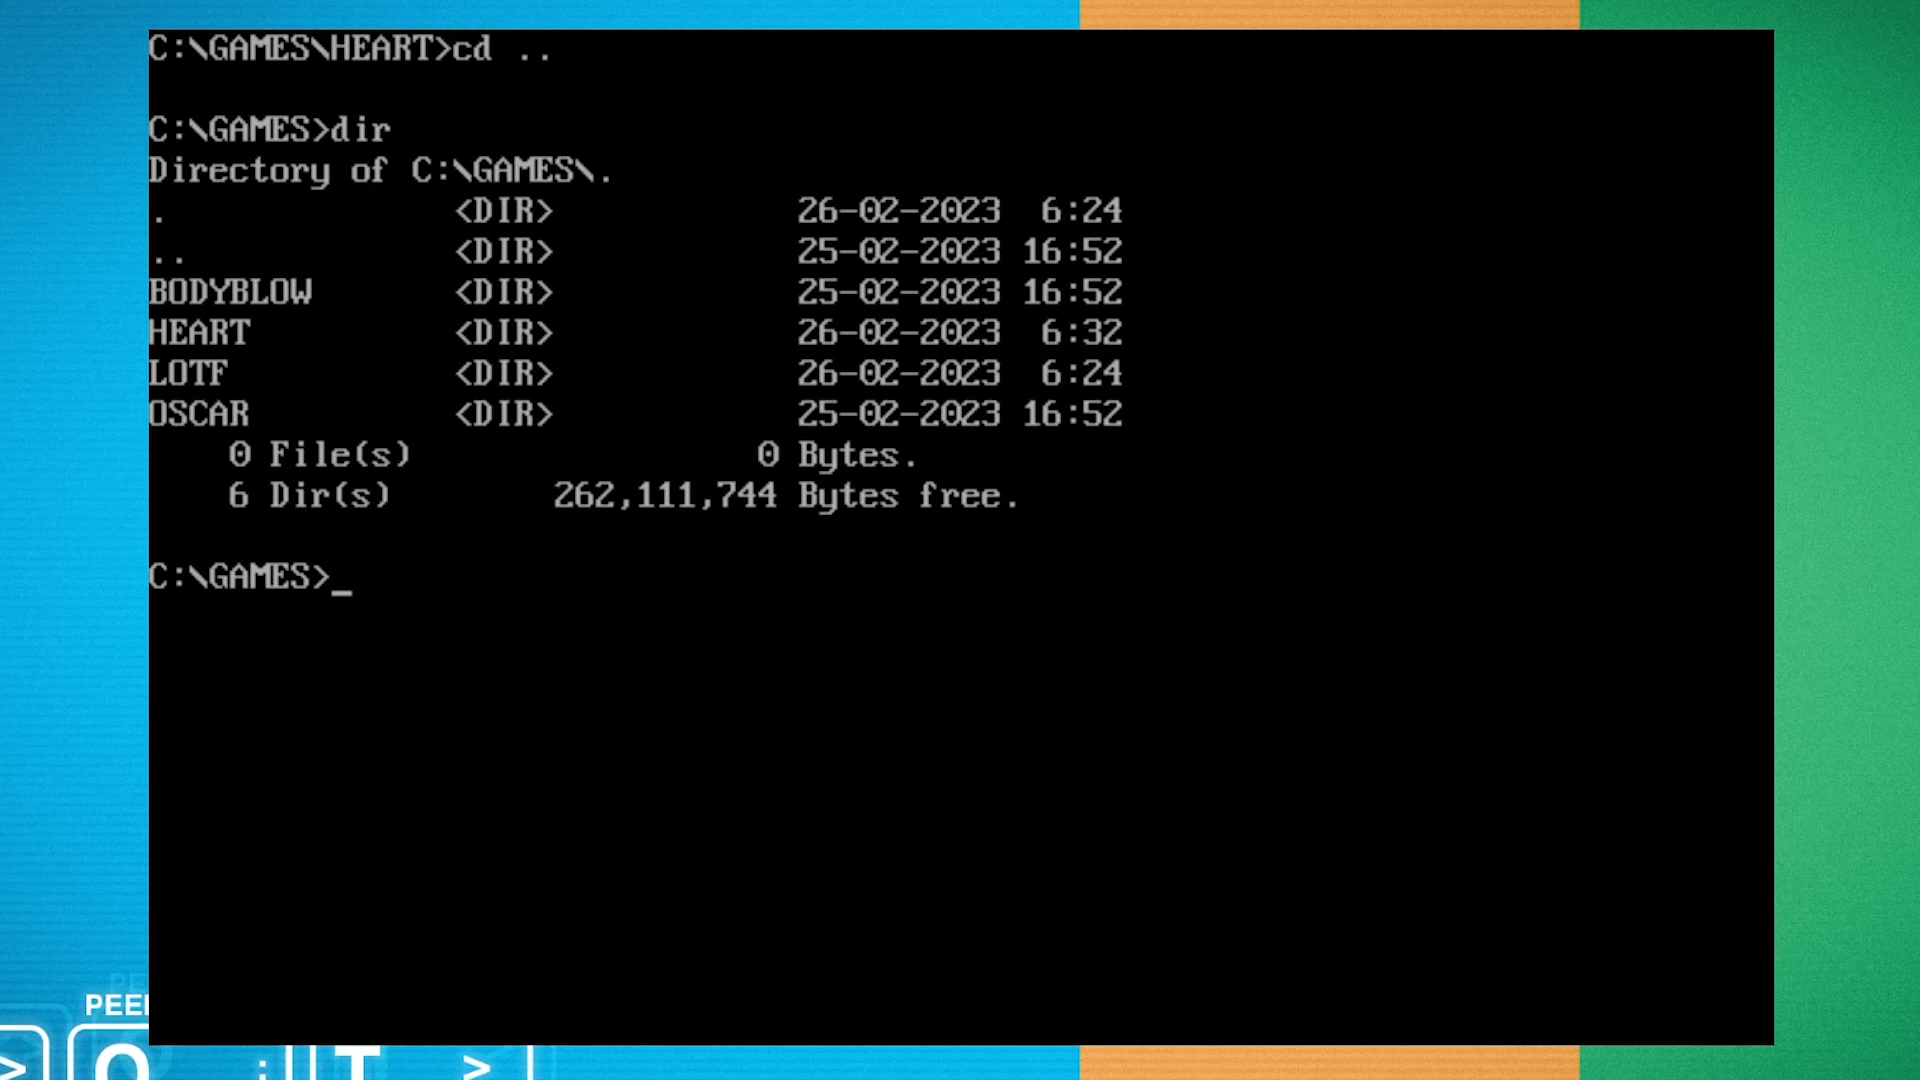 C:\GAMES\HEART>cd ..
C:\GAMES>dir
Directory of C:\GAMES\.
. <DIR> 26-02-2023 6:24
.. <DIR> 25-02-2023 16:52
BODYBLOW <DIR> 25-02-2023 16:52
HEART <DIR> 26-02-2023 6:32
LOTF <DIR> 26-02-2023 6:24
OSCAR <DIR> 25-02-2023 16:52
0 File(s) 0 Bytes.
6 Dir(s) 262,111,744 Bytes free.
C:\GAMES>_